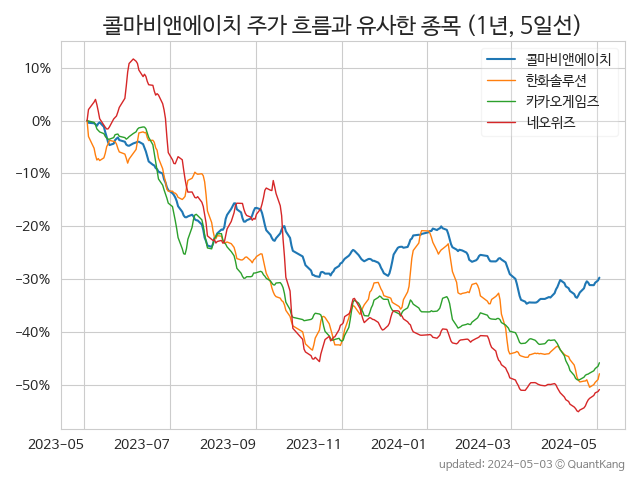 콜마비앤에이치 주가 흐름과 유사한 종목 (1년, 5일선)
콜마비앤에이치
한화솔루션
카카오게임즈
네오위즈
10%
0%
−10%
−20%
−30%
−40%
−50%
2023-05 2023-07 2023-09 2023-11 2024-01 2024-03 2024-05
updated: 2024-05-03 © QuantKang